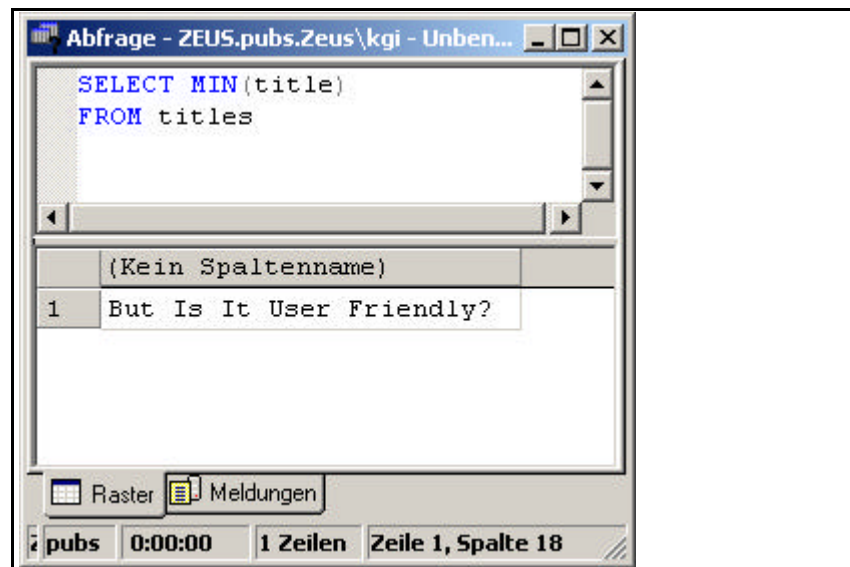 Abfrage - ZEUS.pubs.Zeus\kgi - Unben...
SELECT MIN(title)
FROM titles
(Kein Spaltenname)
1 But Is It User Friendly?
Raster Meldungen
pubs 0:00:00 1 Zeilen Zeile 1, Spalte 18